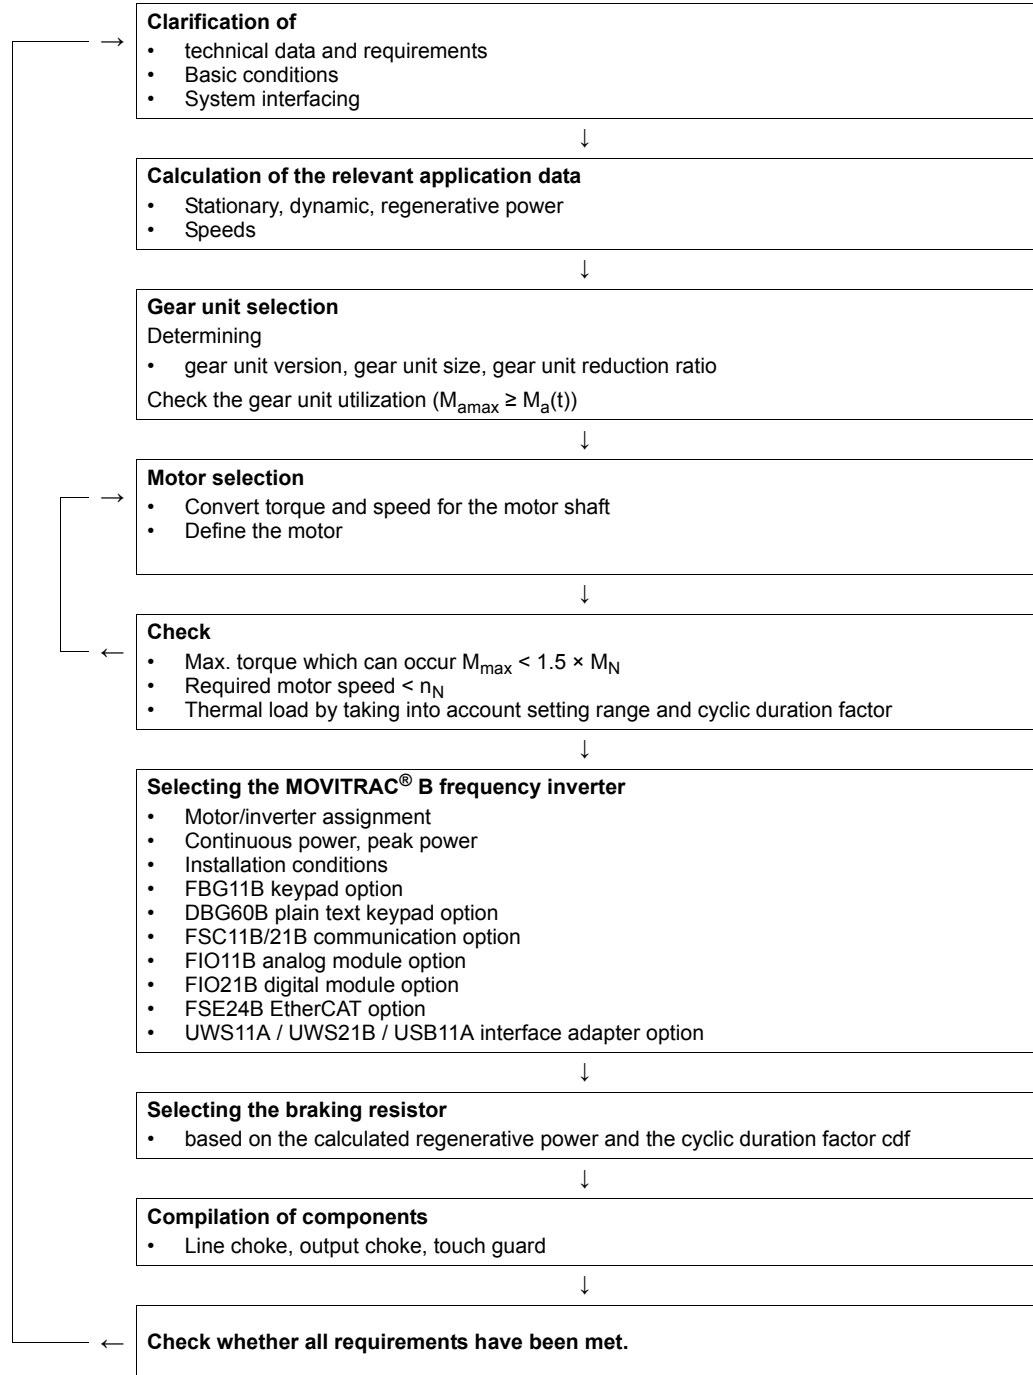 Clarification of
• technical data and requirements
• Basic conditions
• System interfacing
↓
Calculation of the relevant application data
• Stationary, dynamic, regenerative power
• Speeds
↓
Gear unit selection
Determining
• gear unit version, gear unit size, gear unit reduction ratio
Check the gear unit utilization (M_amax ≥ M_a(t))
↓
Motor selection
• Convert torque and speed for the motor shaft
• Define the motor
↓
Check
• Max. torque which can occur M_max < 1.5 × M_N
• Required motor speed < n_N
• Thermal load by taking into account setting range and cyclic duration factor
↓
Selecting the MOVITRAC® B frequency inverter
• Motor/inverter assignment
• Continuous power, peak power
• Installation conditions
• FBG11B keypad option
• DBG60B plain text keypad option
• FSC11B/21B communication option
• FIO11B analog module option
• FIO21B digital module option
• FSE24B EtherCAT option
• UWS11A / UWS21B / USB11A interface adapter option
↓
Selecting the braking resistor
• based on the calculated regenerative power and the cyclic duration factor cdf
↓
Compilation of components
• Line choke, output choke, touch guard
↓
Check whether all requirements have been met.